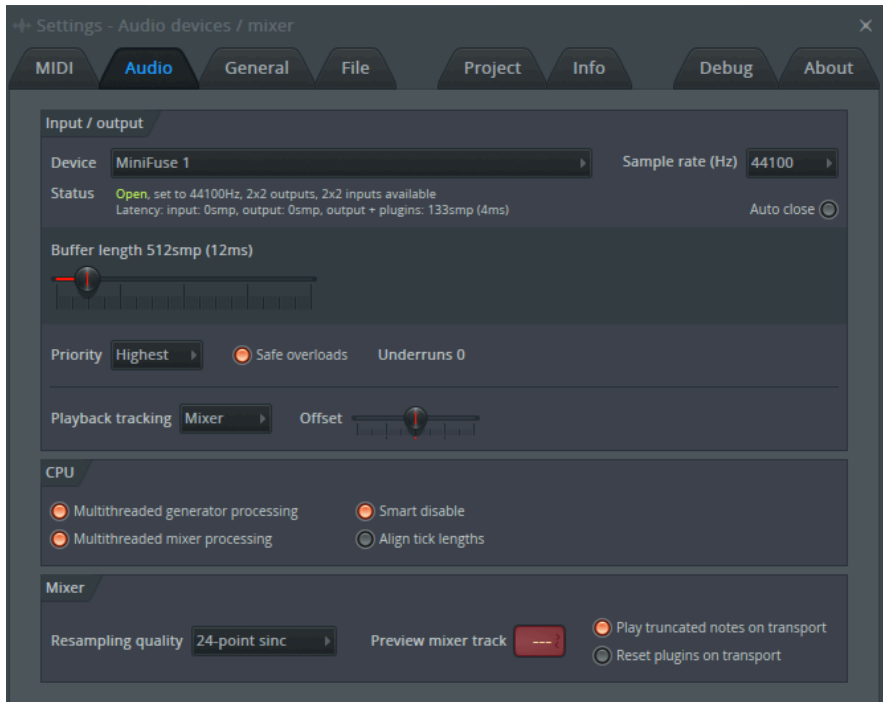 Settings - Audio devices / mixer
MIDI Audio General File Project Info Debug About
Input / output
Device MiniFuse 1 Sample rate (Hz) 44100
Status Open, set to 44100Hz, 2x2 outputs, 2x2 inputs available
Latency: input: 0smp, output: 0smp, output + plugins: 133smp (4ms)
Auto close
Buffer length 512smp (12ms)
Priority Highest Safe overloads Underruns 0
Playback tracking Mixer Offset
CPU
Multithreaded generator processing Smart disable
Multithreaded mixer processing Align tick lengths
Mixer
Resampling quality 24-point sinc Preview mixer track --- Play truncated notes on transport
Reset plugins on transport